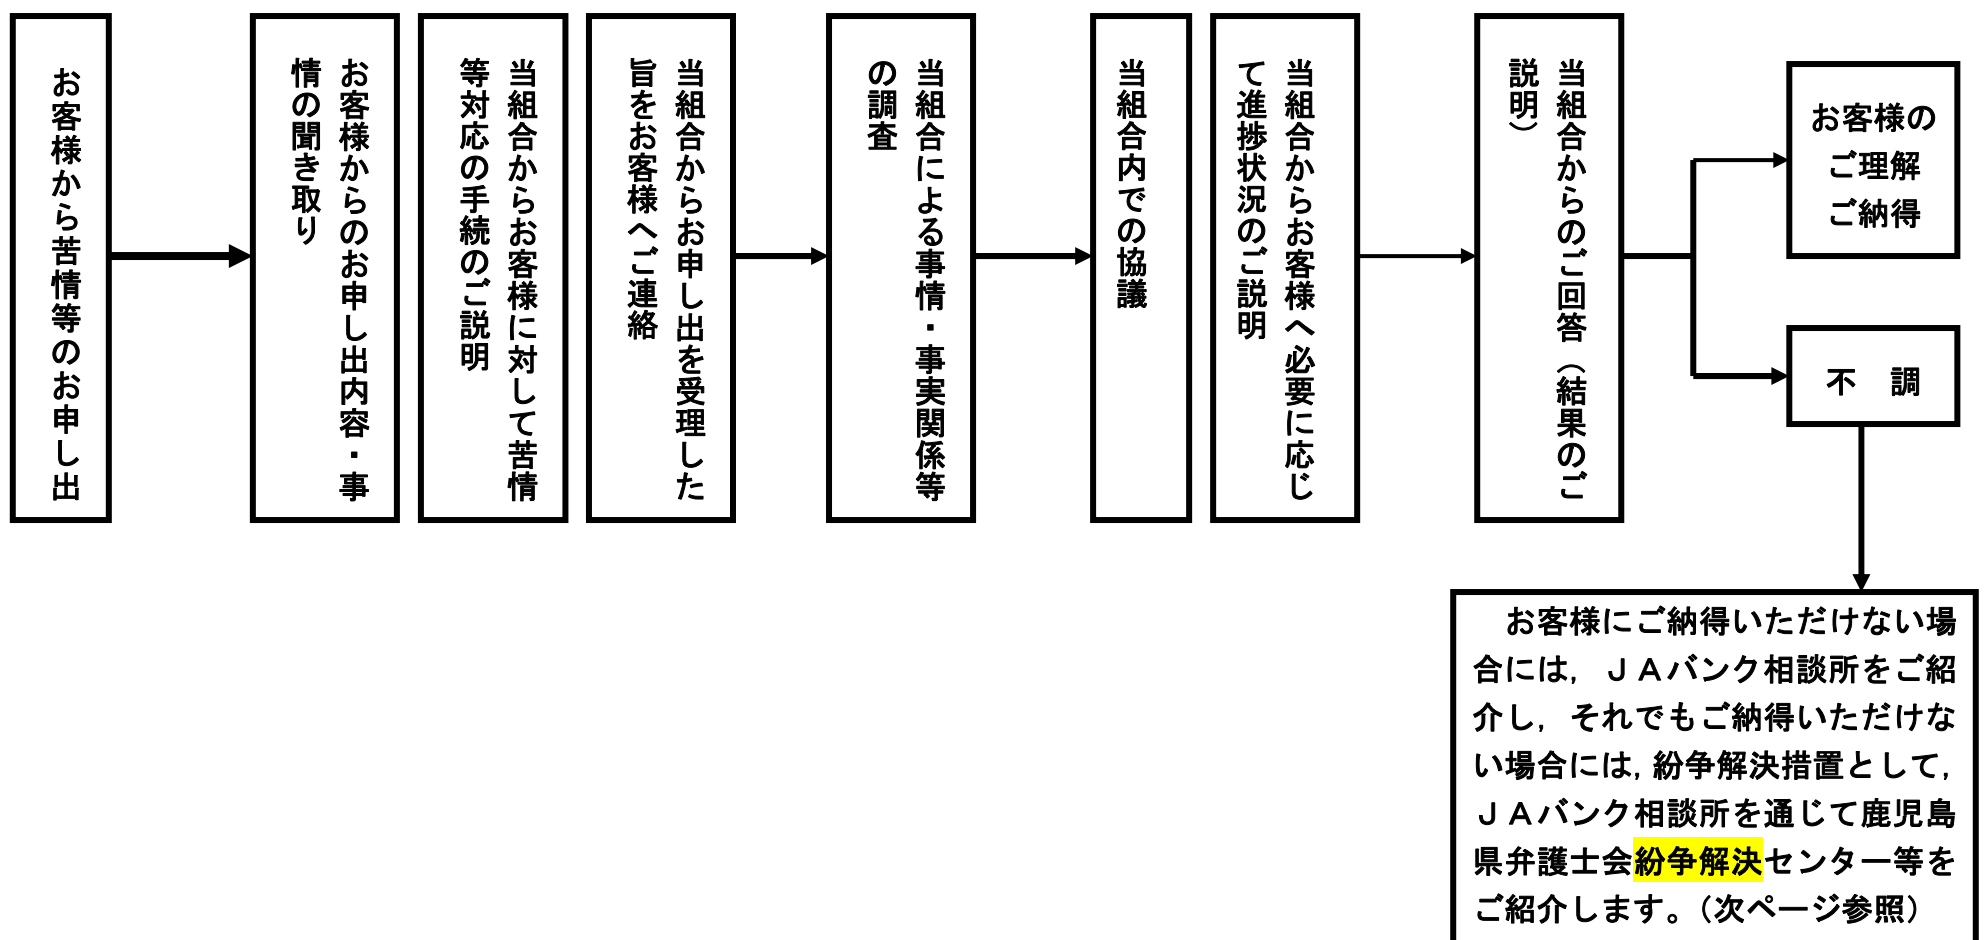 お客様から苦情等のお申し出
お客様からのお申し出内容・事
情の聞き取り
当組合からお客様に対して苦情
等対応の手続のご説明
当組合からお申し出を受理した
旨をお客様へご連絡
当組合による事情・事実関係等
の調査
当組合内での協議
当組合からお客様へ必要に応じ
て進捗状況のご説明
当組合からのご回答（結果のご
説明）
お客様の
ご理解
ご納得
不　調
　お客様にご納得いただけない場
合には，ＪＡバンク相談所をご紹
介し，それでもご納得いただけな
い場合には，紛争解決措置として，
ＪＡバンク相談所を通じて鹿児島
県弁護士会紛争解決センター等を
ご紹介します。（次ページ参照）